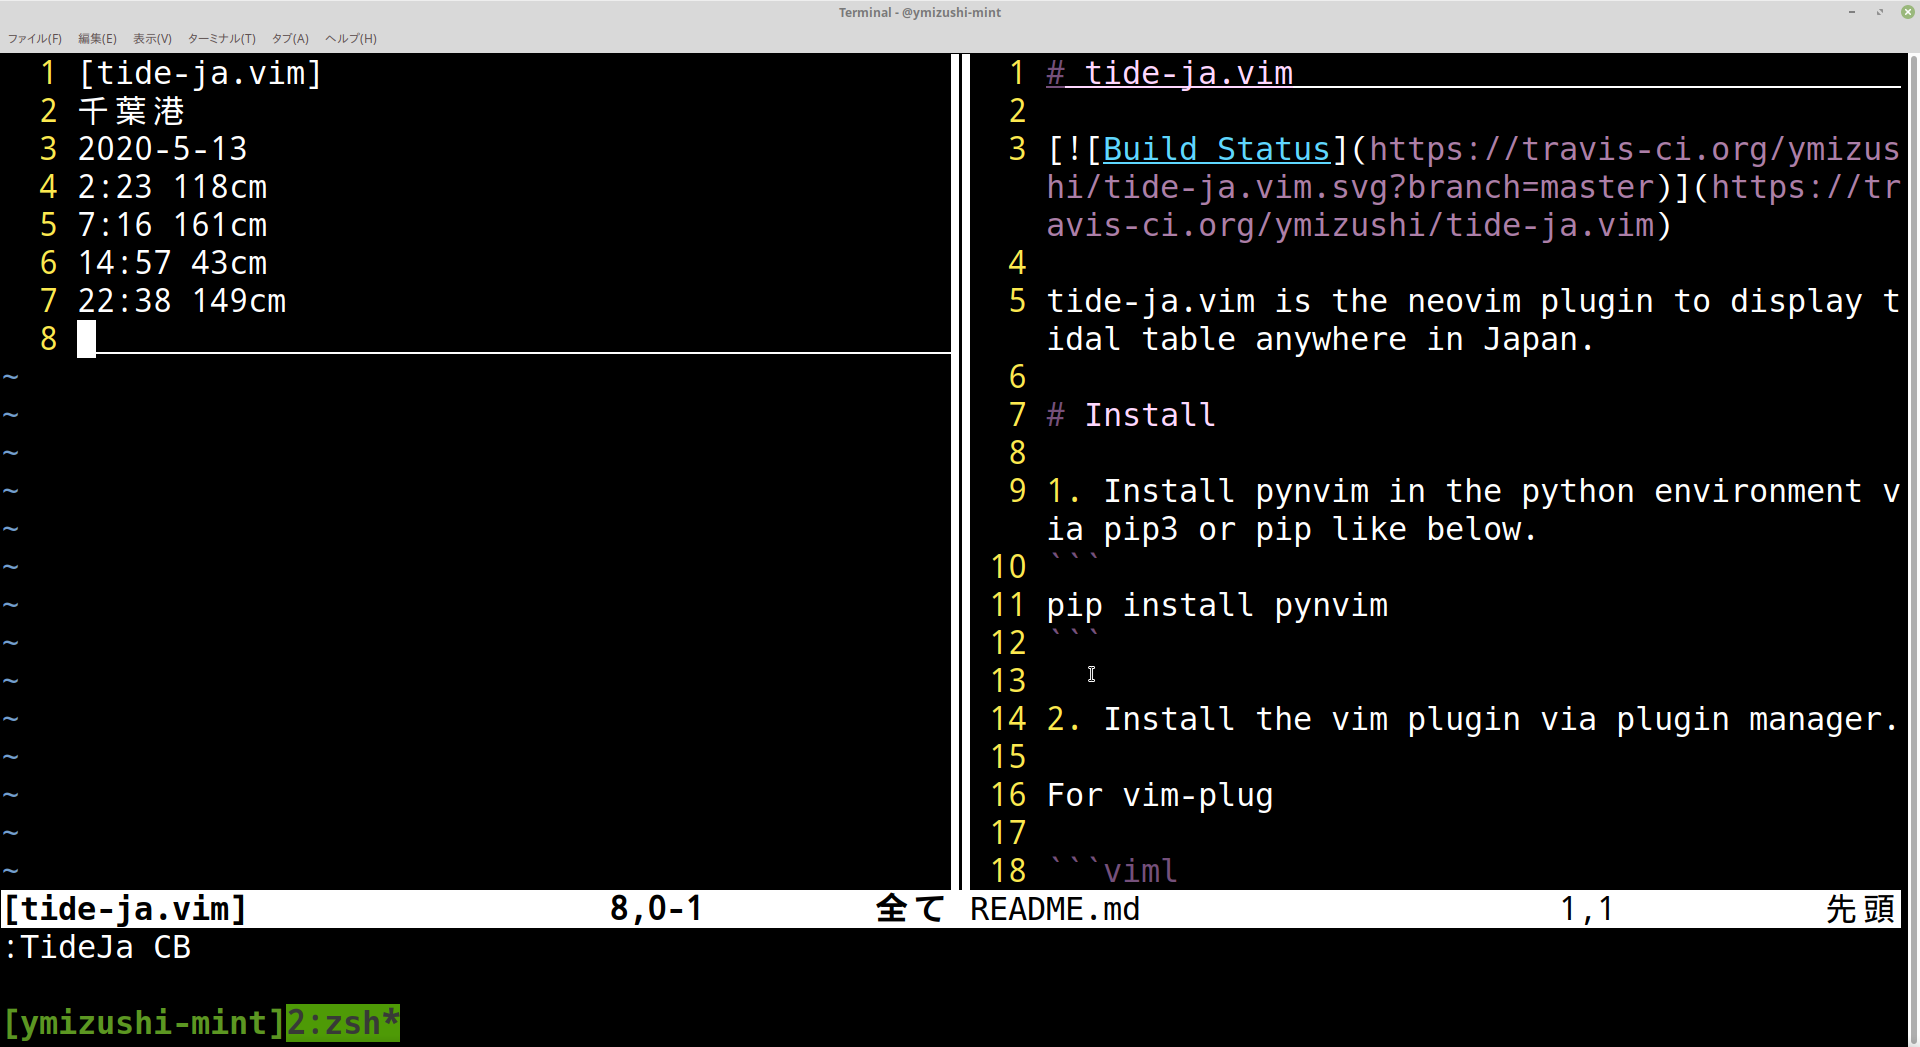 Terminal - @ymizushi-mint
ファイル(F) 編集(E) 表示(V) ターミナル(T) タブ(A) ヘルプ(H)
1 [tide-ja.vim]
2 千葉港
3 2020-5-13
4 2:23 118cm
5 7:16 161cm
6 14:57 43cm
7 22:38 149cm
8
~
~
~
~
~
~
~
~
~
~
~
~
~
~
[tide-ja.vim] 8,0-1 全て
1 # tide-ja.vim
2
3 [![Build Status](https://travis-ci.org/ymizus
hi/tide-ja.vim.svg?branch=master)](https://tr
avis-ci.org/ymizushi/tide-ja.vim)
4
5 tide-ja.vim is the neovim plugin to display t
idal table anywhere in Japan.
6
7 # Install
8
9 1. Install pynvim in the python environment v
ia pip3 or pip like below.
10 ```
11 pip install pynvim
12 ```
13
14 2. Install the vim plugin via plugin manager.
15
16 For vim-plug
17
18 ```viml
README.md 1,1 先頭
:TideJa CB
[ymizushi-mint]2:zsh*